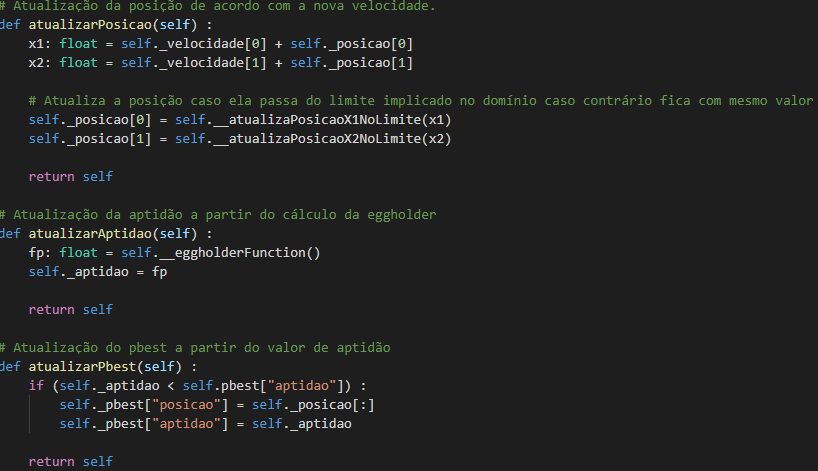 # Atualização da posição de acordo com a nova velocidade.
def atualizarPosicao(self) :
    x1: float = self._velocidade[0] + self._posicao[0]
    x2: float = self._velocidade[1] + self._posicao[1]

    # Atualiza a posição caso ela passa do limite implicado no domínio caso contrário fica com mesmo valor
    self._posicao[0] = self.__atualizaPosicaoX1NoLimite(x1)
    self._posicao[1] = self.__atualizaPosicaoX2NoLimite(x2)

    return self

# Atualização da aptidão a partir do cálculo da eggholder
def atualizarAptidao(self) :
    fp: float = self.__eggholderFunction()
    self._aptidao = fp

    return self

# Atualização do pbest a partir do valor de aptidão
def atualizarPbest(self) :
    if (self._aptidao < self.pbest["aptidao"]) :
        self._pbest["posicao"] = self._posicao[:]
        self._pbest["aptidao"] = self._aptidao

    return self